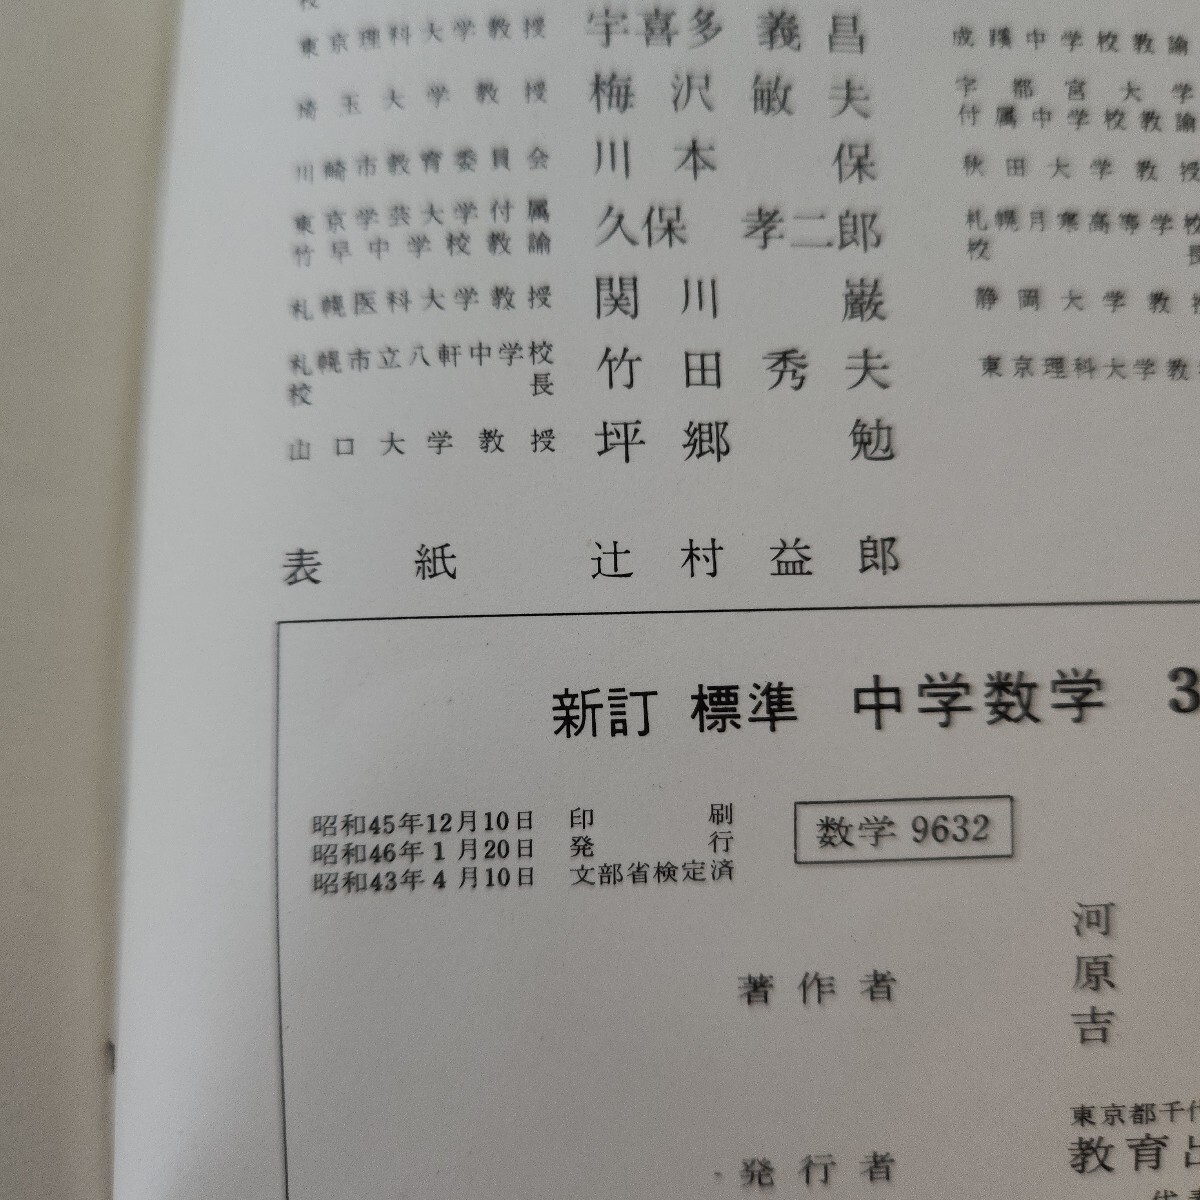 校
東京理科大学教授 宇喜多義昌 成蹊中学校教諭
埼玉大学教授 梅沢敏夫 宇都宮大学
付属中学校教諭
川崎市教育委員会 川本保 秋田大学教授
東京学芸大学付属
竹早中学校教諭 久保孝二郎 札幌月寒高等学校
校長
札幌医科大学教授 関川巌 静岡大学教授
札幌市立八軒中学校
校長 竹田秀夫 東京理科大学教
山口大学教授 坪郷勉
表紙 辻村益郎
新訂 標準 中学数学 3
昭和45年12月10日 印刷
昭和46年1月20日 発行
昭和43年4月10日 文部省検定済
数学 9632
著作者 河原吉
東京都千代
発行者 教育出
代表